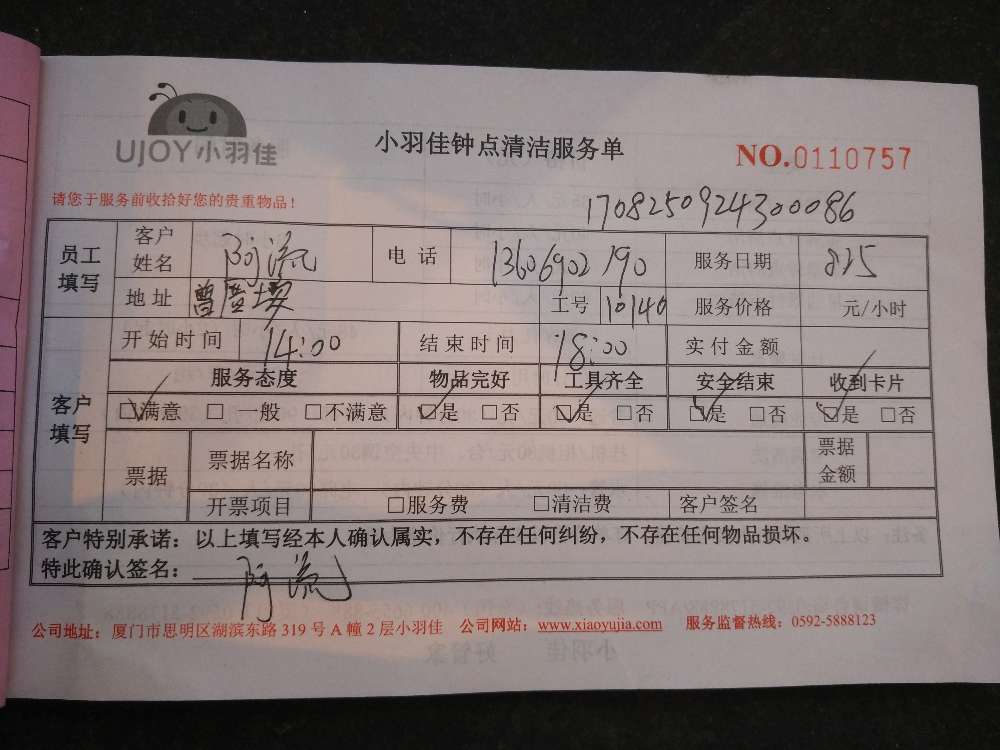 UJOY小羽佳
小羽佳钟点清洁服务单
NO.0110757
请您于服务前收拾好您的贵重物品！
1708250924300086
员工填写 客户姓名 阿流 电话 13606902190 服务日期 825
地址 工号 10140 服务价格 元/小时
客户填写 开始时间 14:00 结束时间 18:00 实付金额
服务态度 物品完好 工具齐全 安全结束 收到卡片
☑满意 □一般 □不满意 ☑是 □否 ☑是 □否 ☑是 □否 ☑是 □否
票据 票据名称 票据金额
开票项目 □服务费 □清洁费 客户签名
客户特别承诺：以上填写经本人确认属实，不存在任何纠纷，不存在任何物品损坏。
特此确认签名：阿流
公司地址：厦门市思明区湖滨东路 319 号 A 幢 2 层小羽佳 公司网站：www.xiaoyujia.com 服务监督热线：0592-5888123